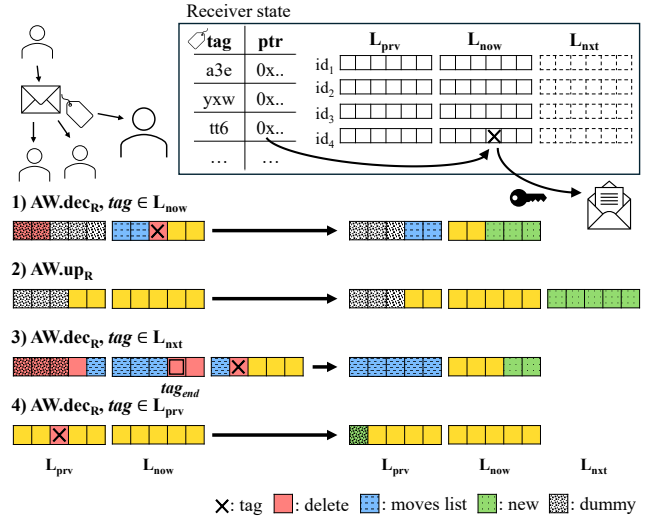 Receiver state
tag ptr L_prv L_now L_nxt
a3e 0x.. id_1
yxw 0x.. id_2
tt6 0x.. id_3
... ... id_4
1) AW.dec_R, tag ∈ L_now
2) AW.up_R
3) AW.dec_R, tag ∈ L_nxt
tag_end
4) AW.dec_R, tag ∈ L_prv
L_prv L_now L_prv L_now L_nxt
: tag : delete : moves list : new : dummy